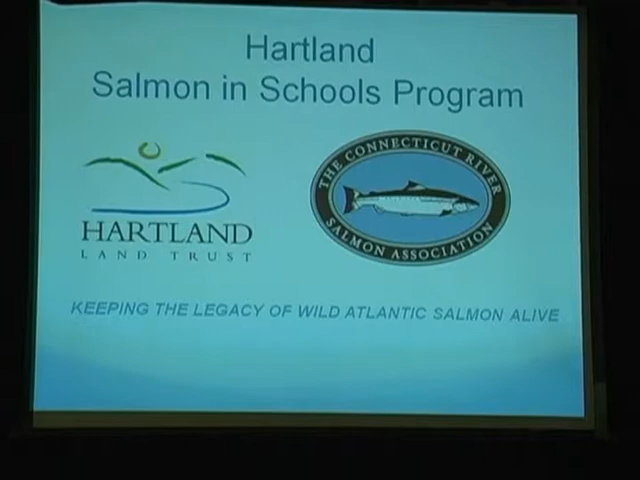 Hartland
Salmon in Schools Program
HARTLAND
LAND TRUST
THE CONNECTICUT RIVER
SALMON ASSOCIATION
KEEPING THE LEGACY OF WILD ATLANTIC SALMON ALIVE